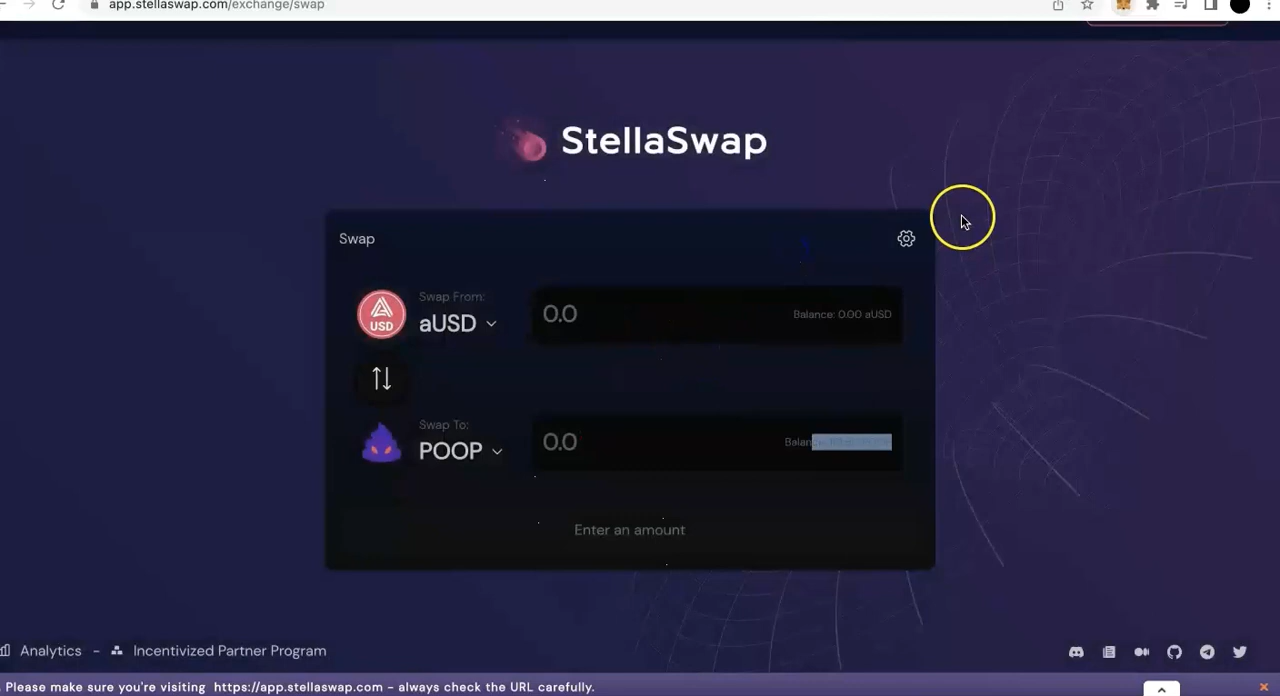 app.stellaswap.com/exchange/swap
StellaSwap
Swap
Swap From:
USD
aUSD
0.0
Balance: 0.00 aUSD
Swap To:
POOP
0.0
Enter an amount
Analytics - Incentivized Partner Program
Please make sure you're visiting https://app.stellaswap.com - always check the URL carefully.